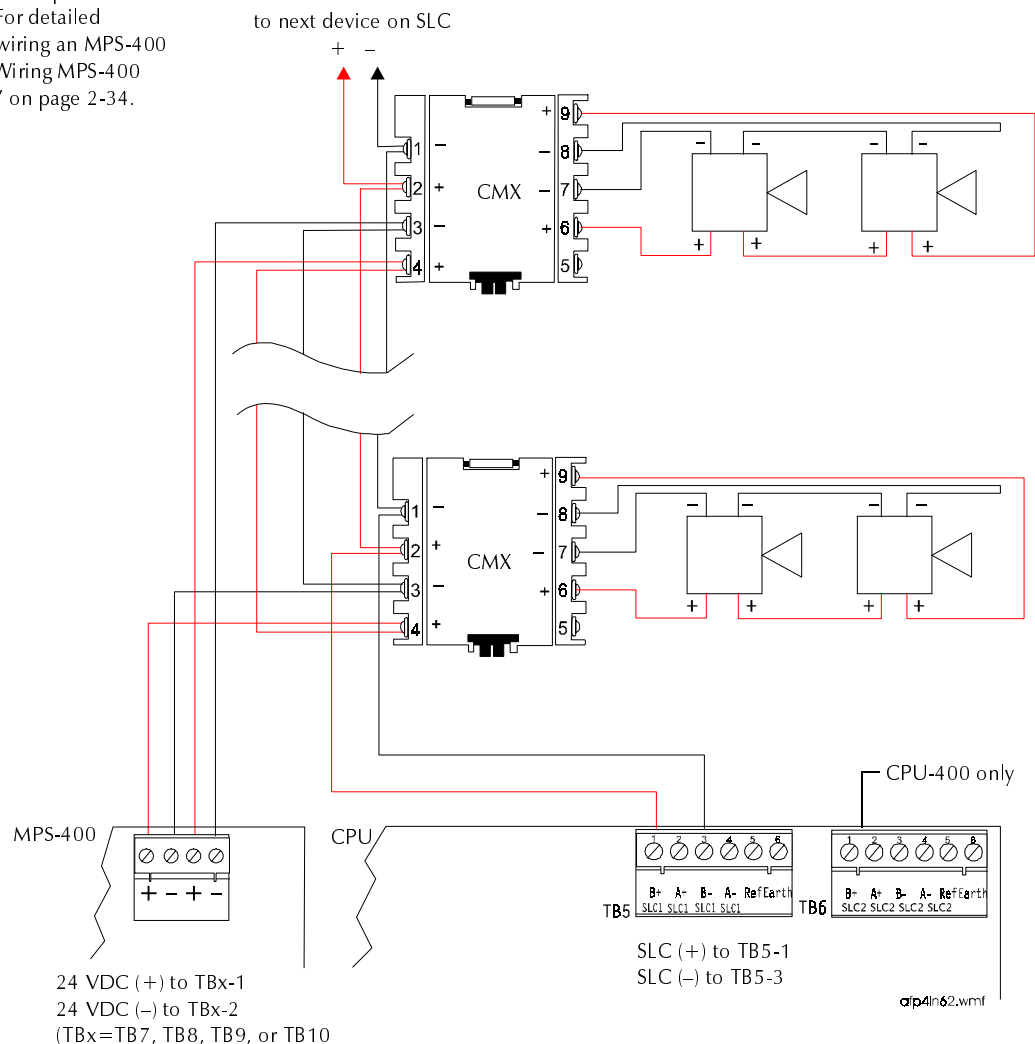 For detailed
wiring an MPS-400
Wiring MPS-400
on page 2-34.
to next device on SLC
+ –
1 –
2 +
3 –
4 +
CMX
+ 9
– 8
– 7
+ 6
5
– – – –
+ + + +
1 –
2 +
3 –
4 +
CMX
+ 9
– 8
– 7
+ 6
5
– – – –
+ + + +
CPU-400 only
MPS-400
+ – + –
CPU
1 2 3 4 5 6
B+ A+ B- A- Ref Earth
SLC1 SLC1 SLC1 SLC1
TB5
1 2 3 4 5 6
B+ A+ B- A- Ref Earth
SLC2 SLC2 SLC2 SLC2
TB6
SLC (+) to TB5-1
SLC (–) to TB5-3
24 VDC (+) to TBx-1
24 VDC (–) to TBx-2
(TBx=TB7, TB8, TB9, or TB10
afp4ln62.wmf